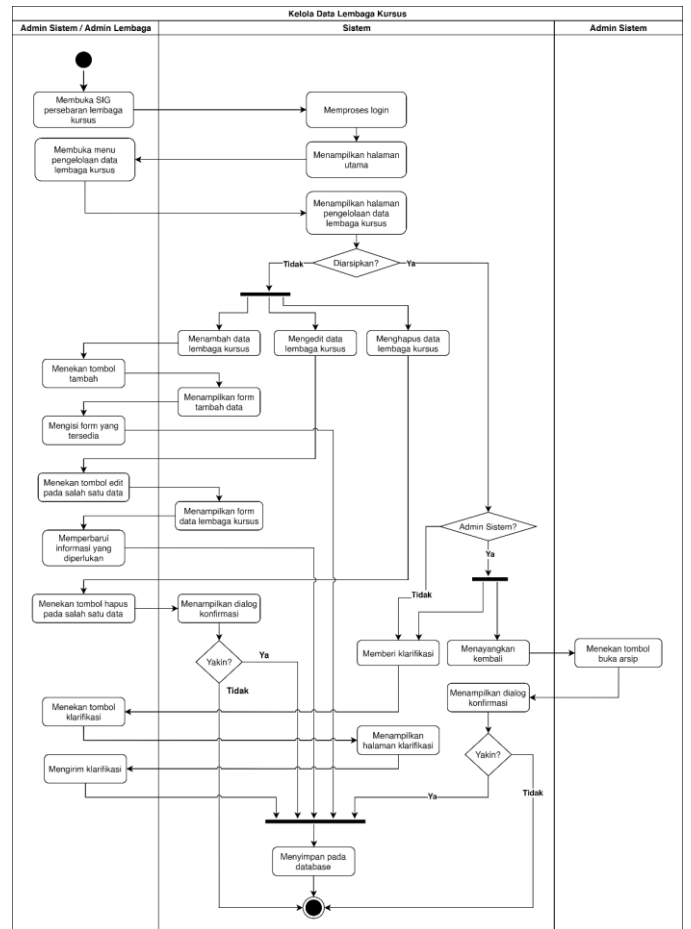 Kelola Data Lembaga Kursus
Admin Sistem / Admin Lembaga
Sistem
Admin Sistem
Membuka SIG
persebaran lembaga
kursus
Memproses login
Menampilkan halaman
utama
Membuka menu
pengelolaan data
lembaga kursus
Menampilkan halaman
pengelolaan data
lembaga kursus
Tidak
Diarsipkan?
Ya
Menambah data
lembaga kursus
Mengedit data
lembaga kursus
Menghapus data
lembaga kursus
Menekan tombol
tambah
Menampilkan form
tambah data
Mengisi form yang
tersedia
Menekan tombol edit
pada salah satu data
Menampilkan form
data lembaga kursus
Memperbarui
informasi yang
diperlukan
Admin Sistem?
Ya
Tidak
Menekan tombol hapus
pada salah satu data
Menampilkan dialog
konfirmasi
Yakin?
Ya
Tidak
Memberi klarifikasi
Menayangkan
kembali
Menekan tombol
buka arsip
Menampilkan dialog
konfirmasi
Menekan tombol
klarifikasi
Menampilkan
halaman klarifikasi
Yakin?
Mengirim klarifikasi
Ya
Tidak
Menyimpan pada
database